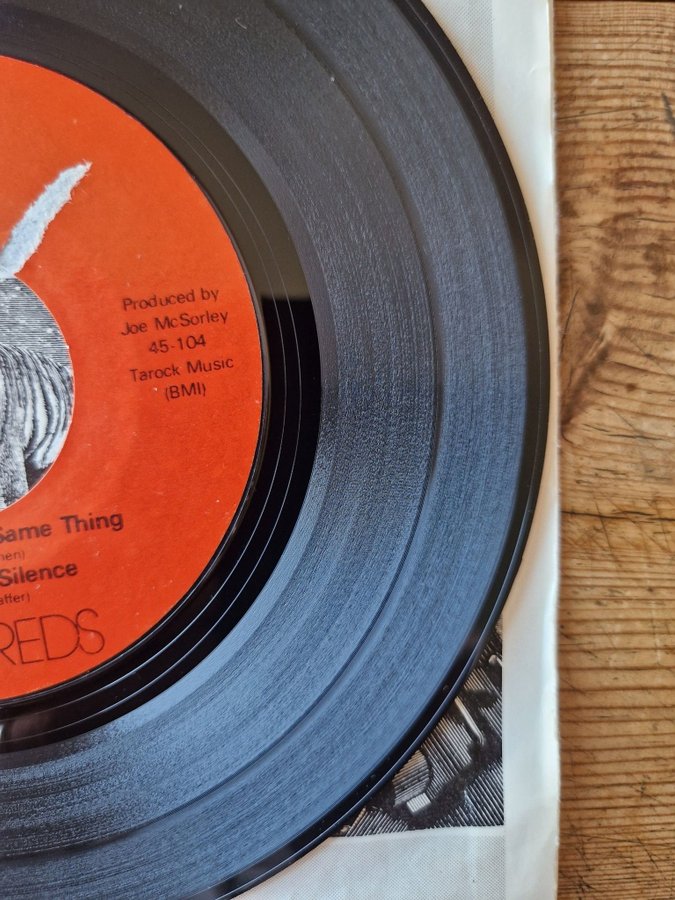 Produced by
Joe McSorley
45-104
Tarock Music
(BMI)
Same Thing
Silence
REDS